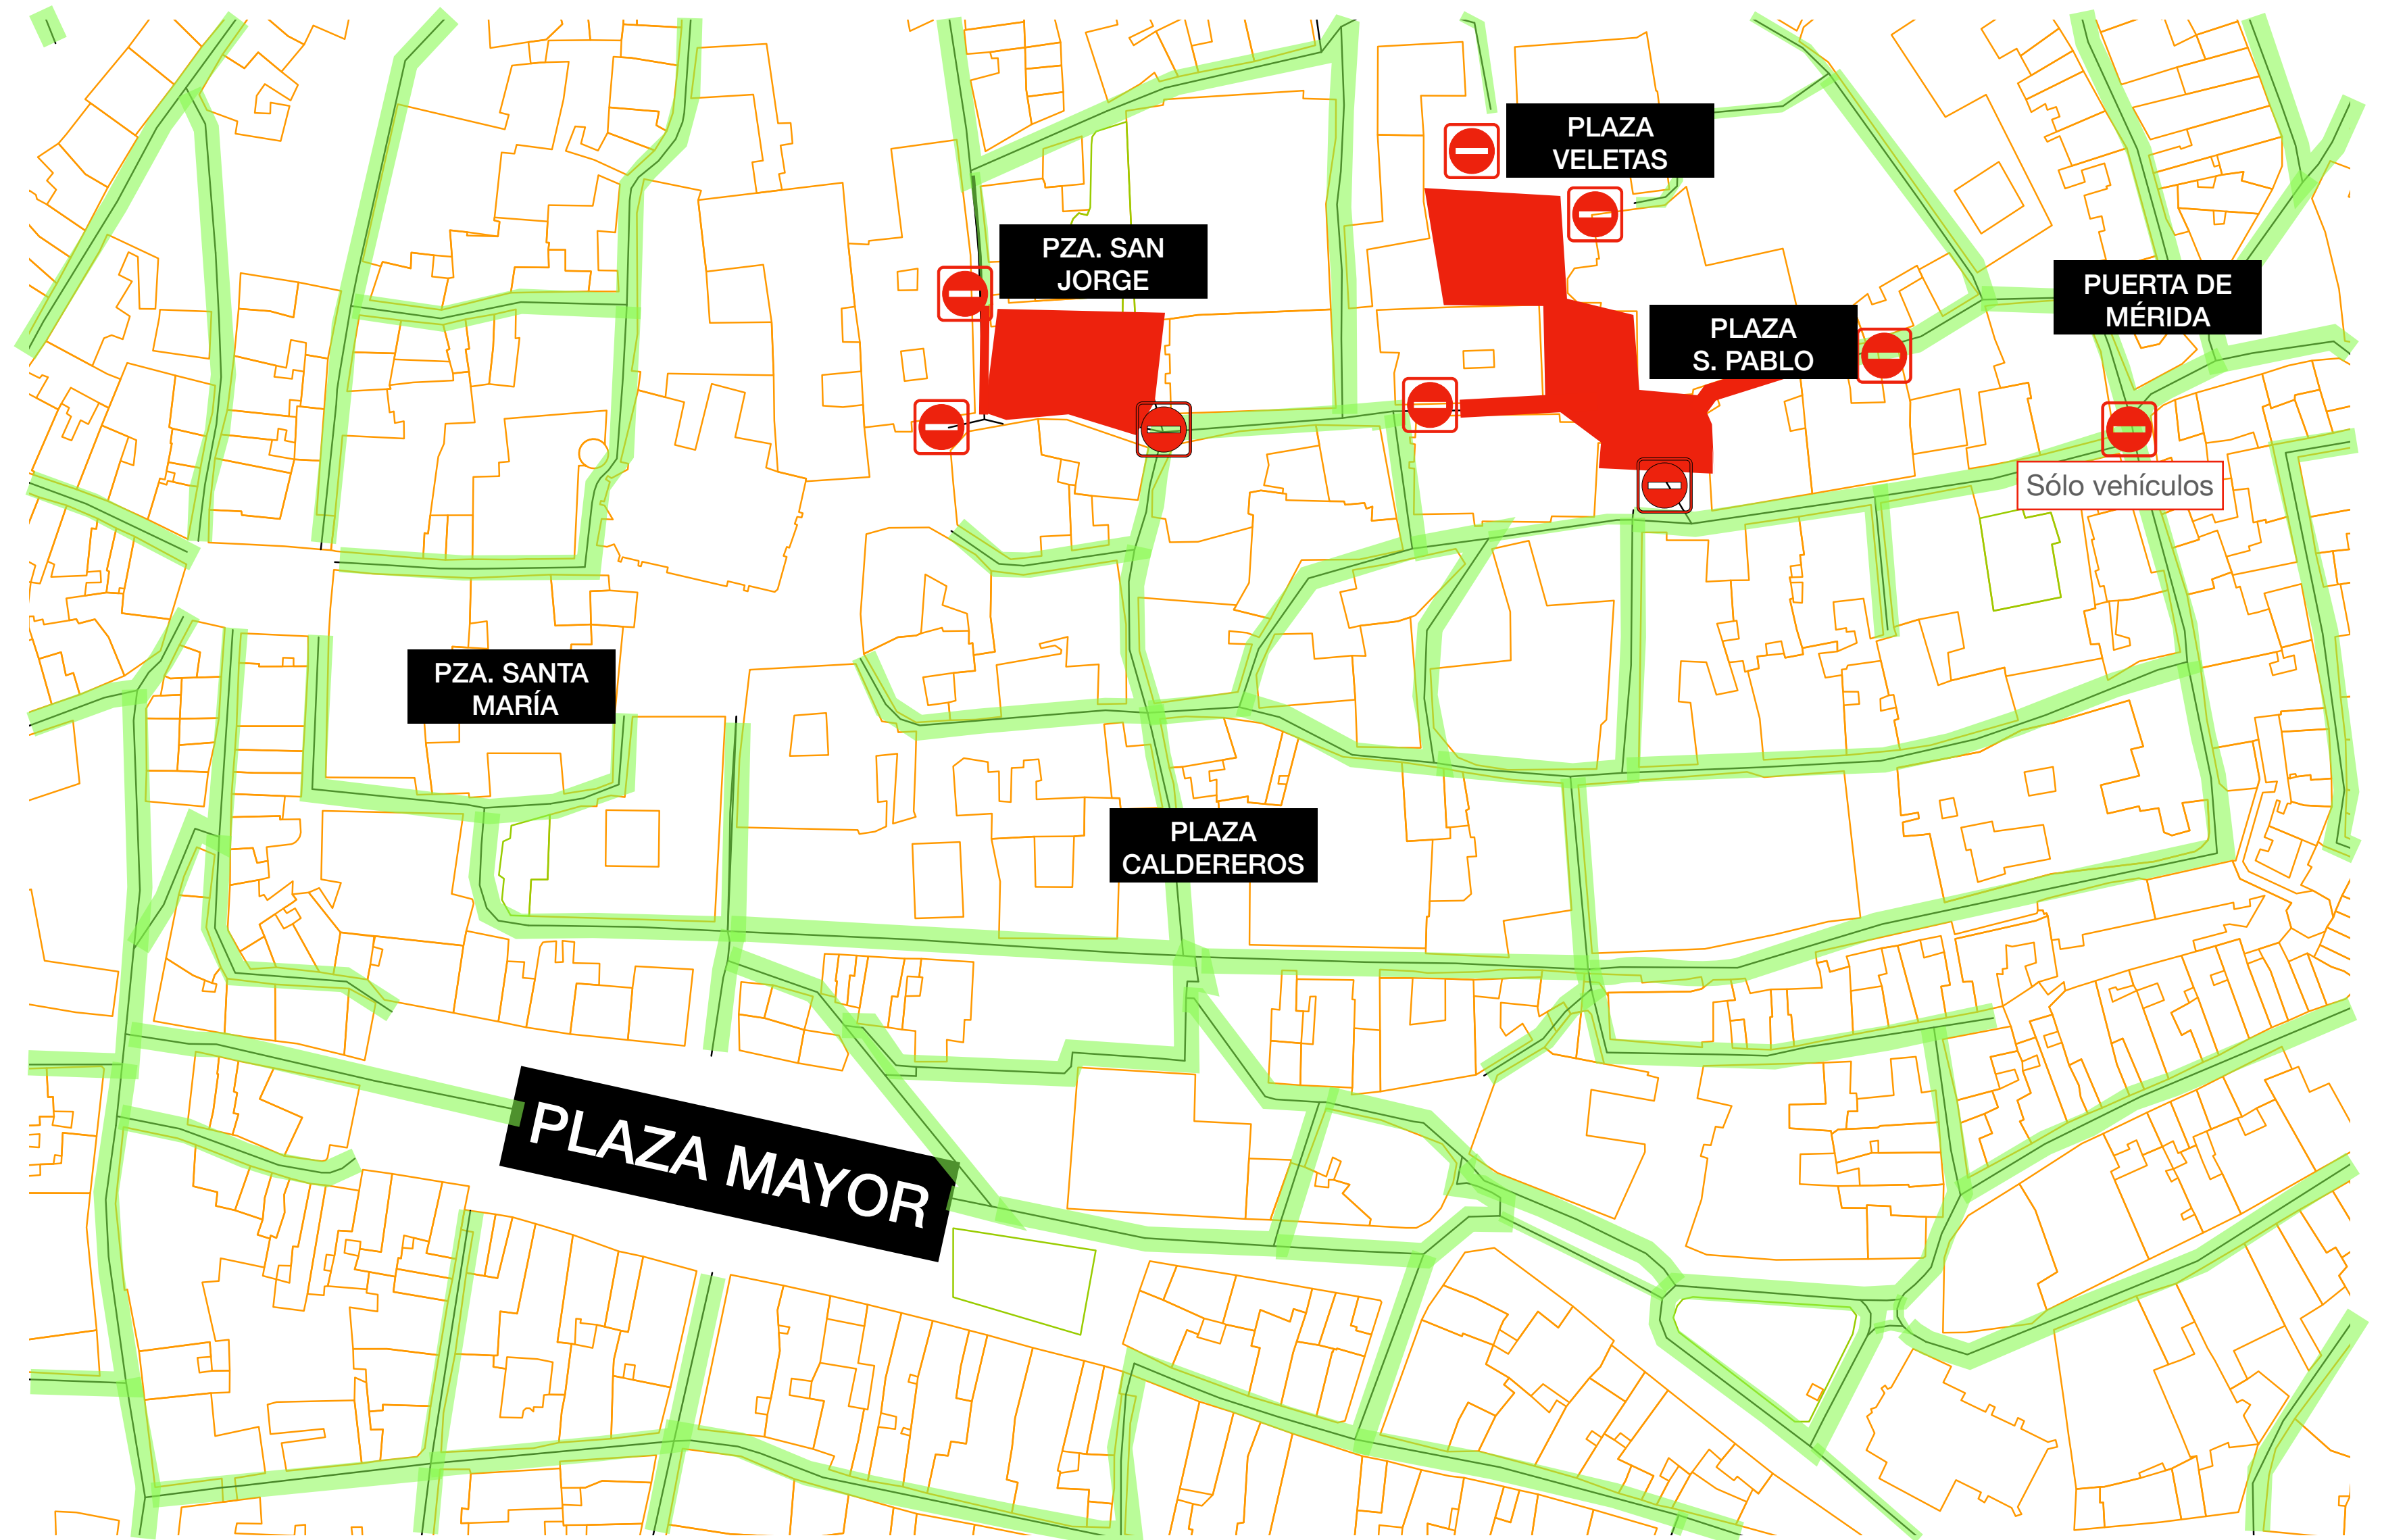 PLAZA
VELETAS
PZA. SAN
JORGE
PUERTA DE
MÉRIDA
PLAZA
S. PABLO
Sólo vehículos
PZA. SANTA
MARÍA
PLAZA
CALDEREROS
PLAZA MAYOR